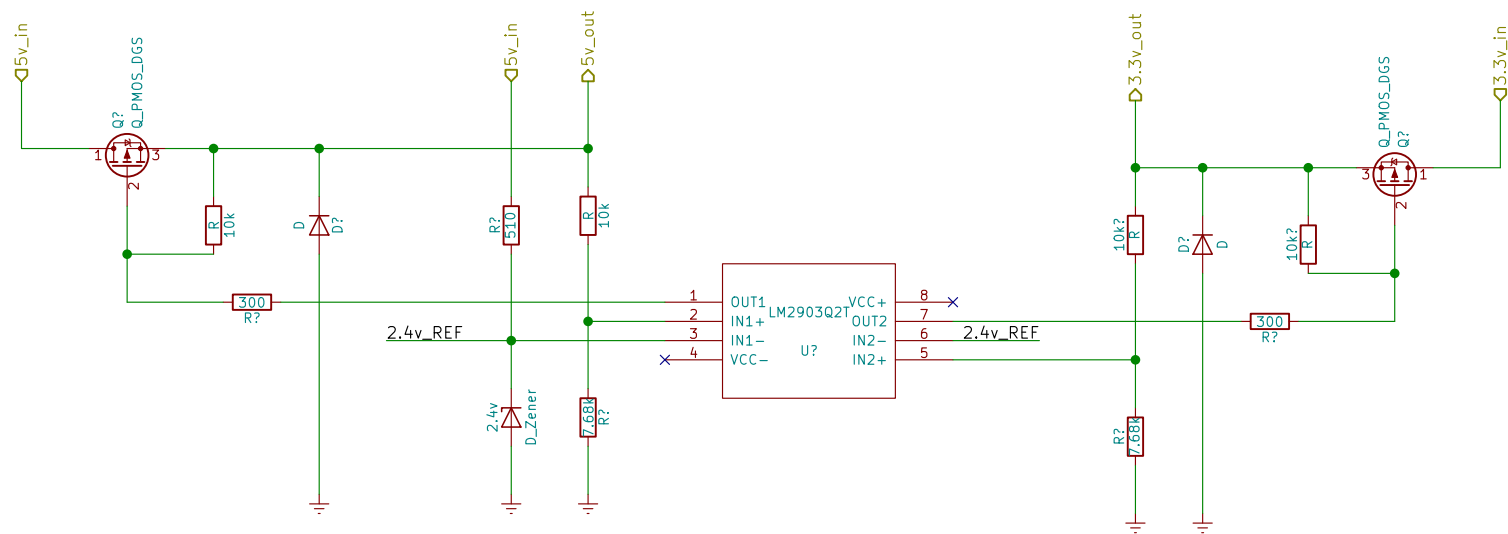 5v_in
Q?
Q_PMOS_DGS
1
3
2
R
10k
D
D?
300
R?
5v_in
R?
510
5v_out
R
10k
2.4v_REF
2.4v
D_Zener
7.68k
R?
1
2
3
4
OUT1
IN1+
IN1−
VCC−
LM2903Q2T
U?
VCC+
OUT2
IN2−
IN2+
8
7
6
5
2.4v_REF
3.3v_out
10k?
R
R?
7.68k
D?
D
10k?
R
300
R?
Q_PMOS_DGS
Q?
3
1
2
3.3v_in